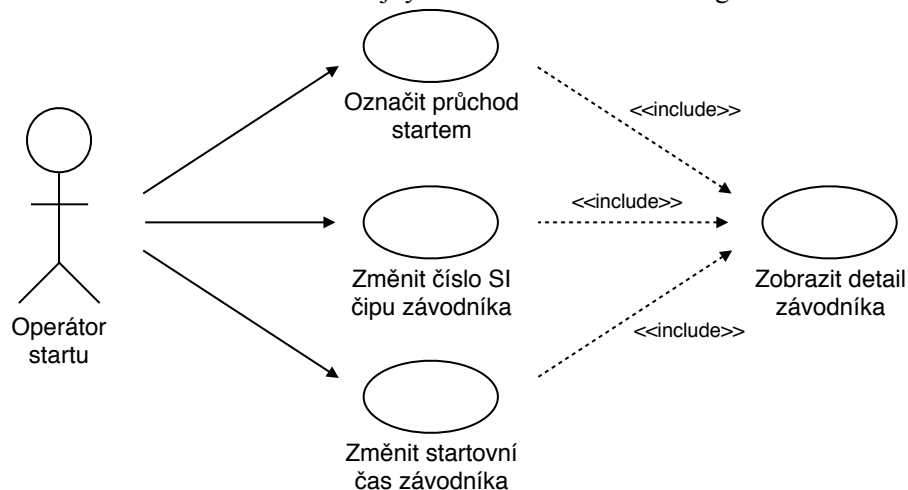 Označit průchod
startem
<<include>>
<<include>>
Operátor
startu
Změnit číslo SI
čipu závodníka
Zobrazit detail
závodníka
<<include>>
Změnit startovní
čas závodníka